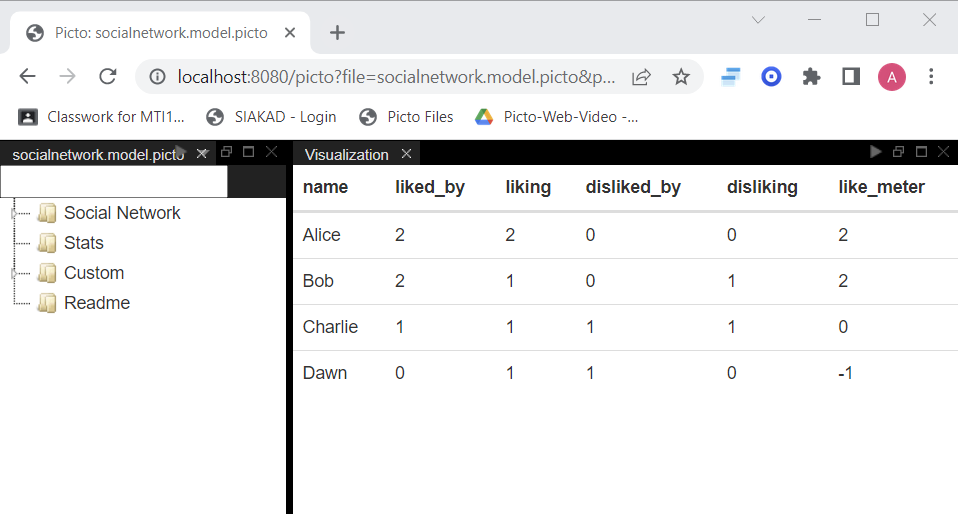 Picto: socialnetwork.model.picto
localhost:8080/picto?file=socialnetwork.model.picto&p...
A
Classwork for MTI1...
SIAKAD - Login
Picto Files
Picto-Web-Video -...
socialnetwork.model.picto
Visualization
Social Network
Stats
Custom
Readme
name liked_by liking disliked_by disliking like_meter
Alice 2 2 0 0 2
Bob 2 1 0 1 2
Charlie 1 1 1 1 0
Dawn 0 1 1 0 -1